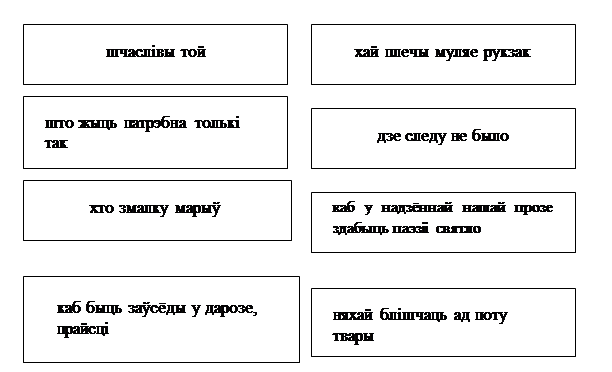 шчаслівы той
хай плечы муляе рукзак
што жыць патрэбна толькі
так
дзе следу не было
хто змалку марыў
каб у надзённай нашай прозе
здабыць паэзіі святло
каб быць заўсёды у дарозе,
прайсці
няхай блішчаць ад поту
твары